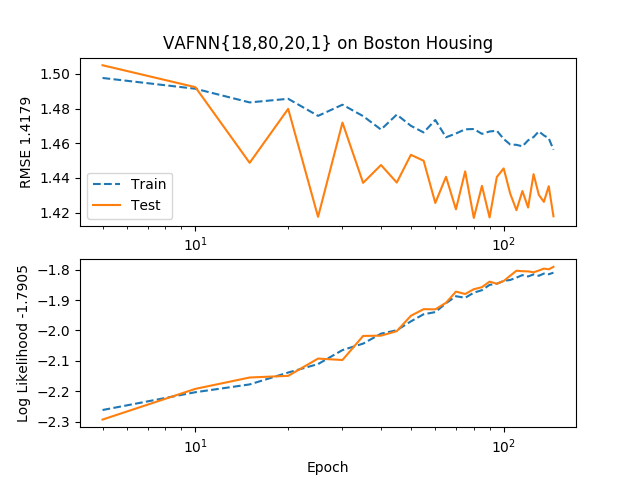 VAFNN{18,80,20,1} on Boston Housing
RMSE 1.4179
1.50
1.48
1.46
1.44
1.42
Train
Test
10¹
10²
Log Likelihood -1.7905
−1.8
−1.9
−2.0
−2.1
−2.2
−2.3
10¹
10²
Epoch